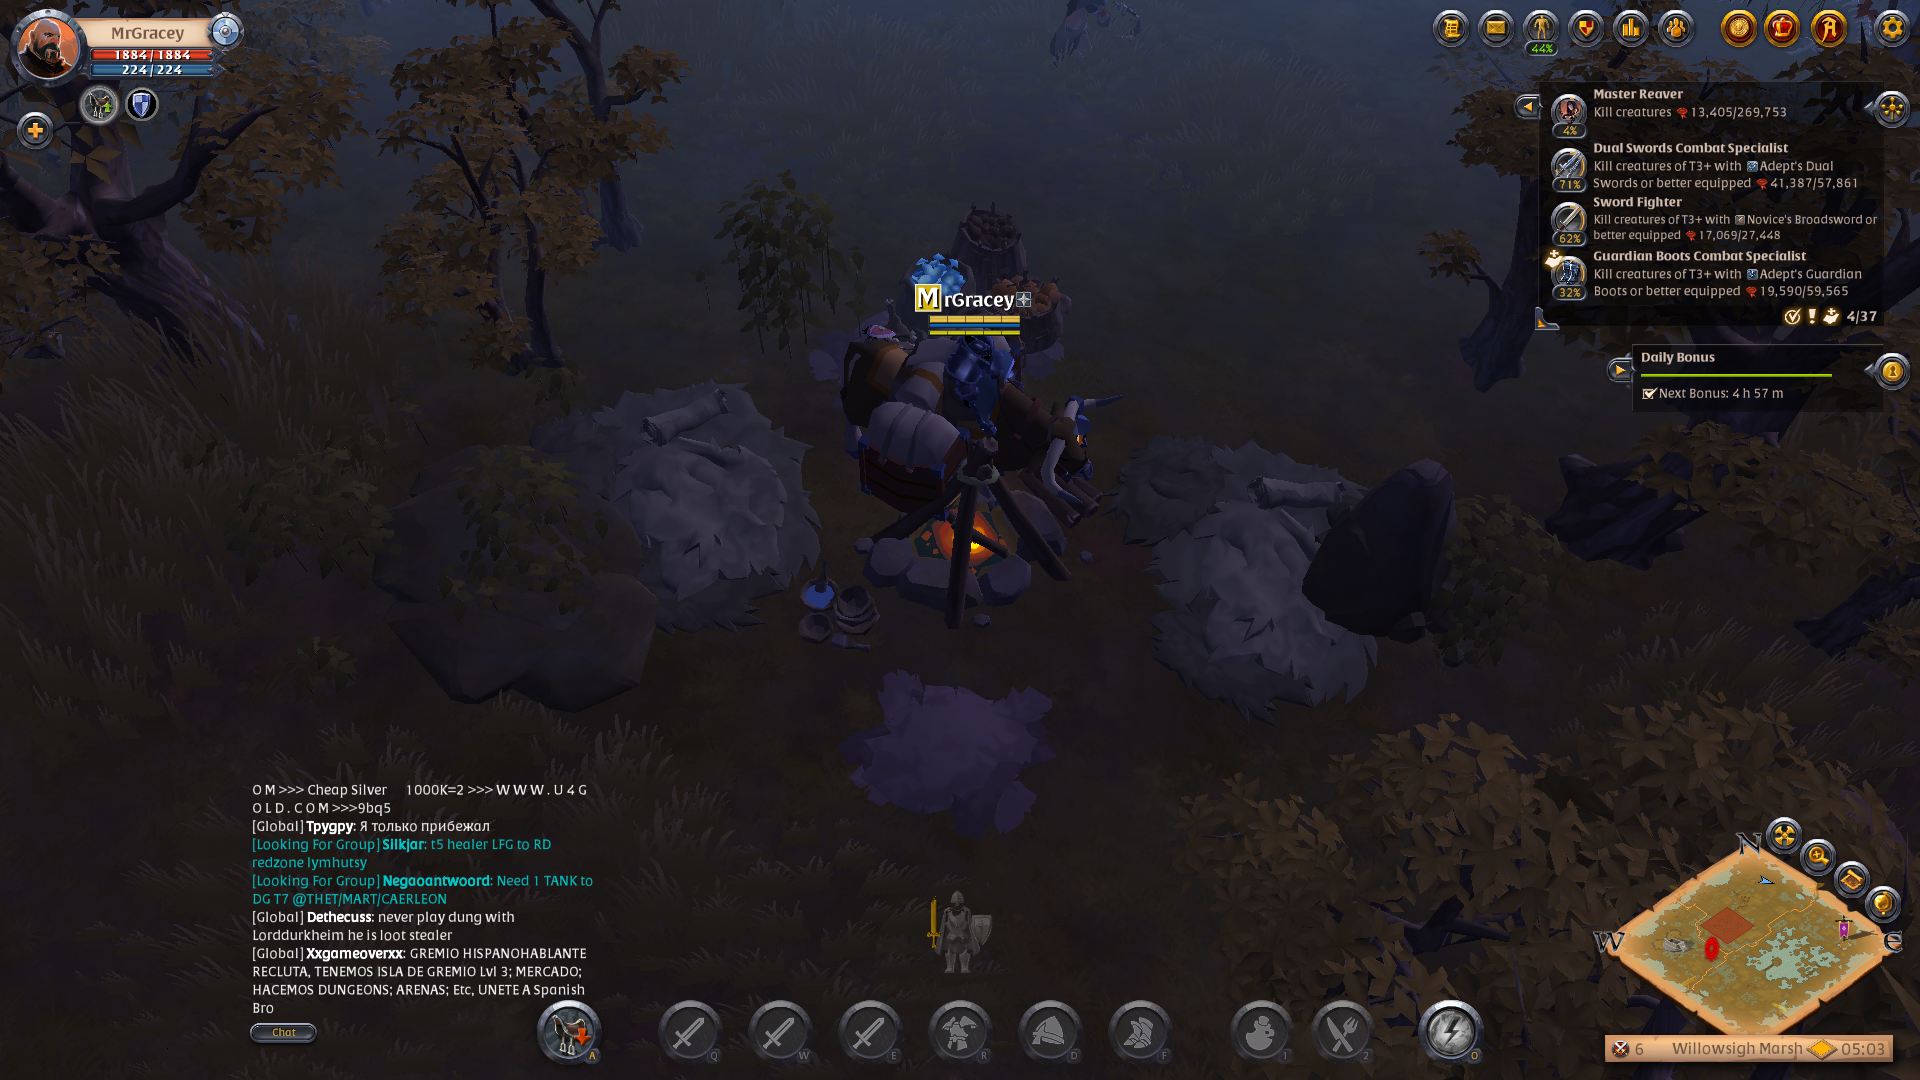 MrGracey
1884/1884
224/224
44%
Master Reaver
Kill creatures 13,405/269,753
4%
Dual Swords Combat Specialist
Kill creatures of T3+ with Adept's Dual
Swords or better equipped 41,387/57,861
71%
Sword Fighter
Kill creatures of T3+ with Novice's Broadsword or
better equipped 17,069/27,448
62%
Guardian Boots Combat Specialist
Kill creatures of T3+ with Adept's Guardian
Boots or better equipped 19,590/59,565
32%
4/37
Daily Bonus
Next Bonus: 4 h 57 m
MrGracey
O M >>> Cheap Silver 1000K=2 >>> W W W . U 4 G
O L D . C O M >>>9bq5
[Global] Трудру: Я только прибежал
[Looking For Group] Silkjar: t5 healer LFG to RD
redzone lymhutsy
[Looking For Group] Negaoantwoord: Need 1 TANK to
DG T7 @THET/MART/CAERLEON
[Global] Dethecuss: never play dung with
Lorddurkheim he is loot stealer
[Global] Xxgameoverxx: GREMIO HISPANOHABLANTE
RECLUTA, TENEMOS ISLA DE GREMIO Lvl 3; MERCADO;
HACEMOS DUNGEONS; ARENAS; Etc, UNETE A Spanish
Bro
Chat
A
Q
W
E
R
D
F
1
2
O
N
W
E
6 Willowsigh Marsh 05:03